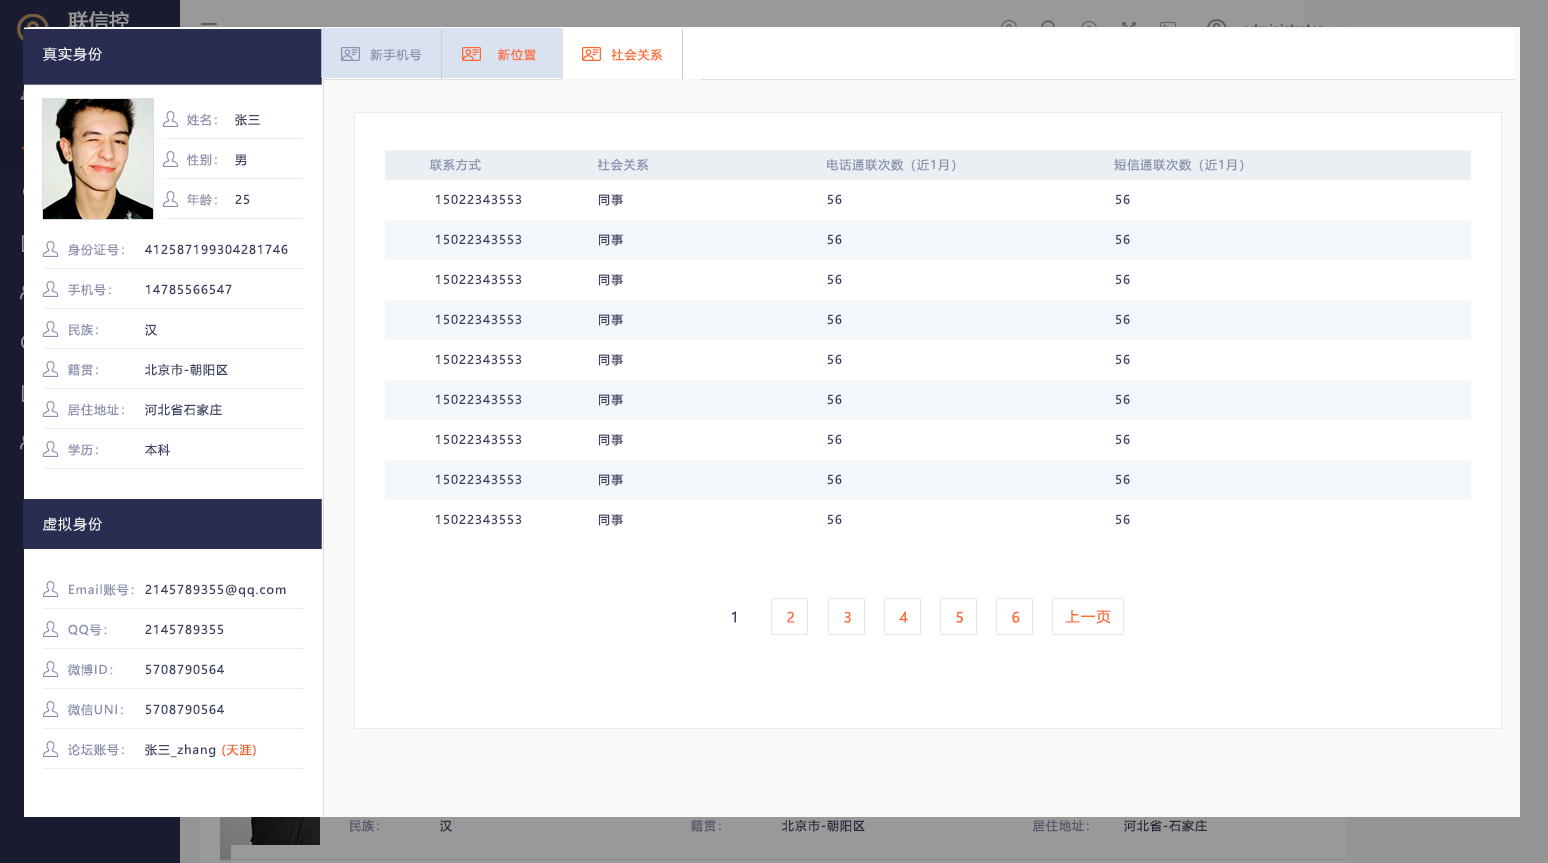 联信控
真实身份
新手机号
新位置
社会关系
姓名： 张三
性别： 男
年龄： 25
身份证号： 412587199304281746
手机号： 14785566547
民族： 汉
籍贯： 北京市-朝阳区
居住地址： 河北省石家庄
学历： 本科
虚拟身份
Email账号： 2145789355@qq.com
QQ号： 2145789355
微博ID： 5708790564
微信UNI： 5708790564
论坛账号： 张三_zhang (天涯)
联系方式 社会关系 电话通联次数（近1月） 短信通联次数（近1月）
15022343553 同事 56 56
15022343553 同事 56 56
15022343553 同事 56 56
15022343553 同事 56 56
15022343553 同事 56 56
15022343553 同事 56 56
15022343553 同事 56 56
15022343553 同事 56 56
15022343553 同事 56 56
1 2 3 4 5 6 上一页
民族： 汉 籍贯： 北京市-朝阳区 居住地址： 河北省-石家庄